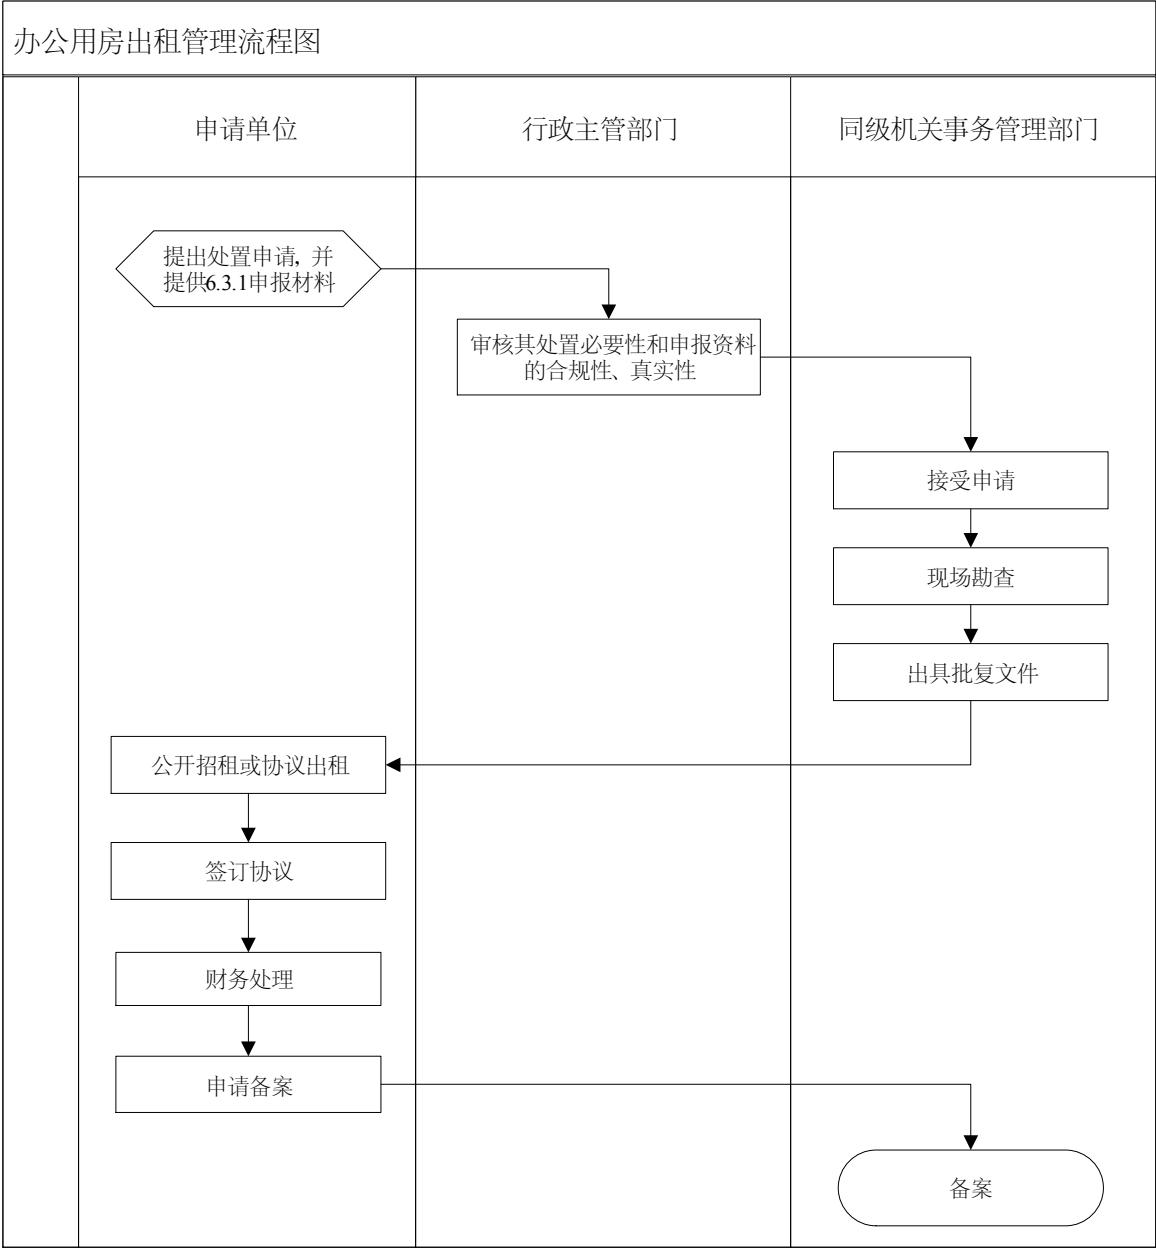 办公用房出租管理流程图
申请单位
行政主管部门
同级机关事务管理部门
提出处置申请,并
提供6.3.1申报材料
审核其处置必要性和申报资料
的合规性、真实性
接受申请
现场勘查
出具批复文件
公开招租或协议出租
签订协议
财务处理
申请备案
备案